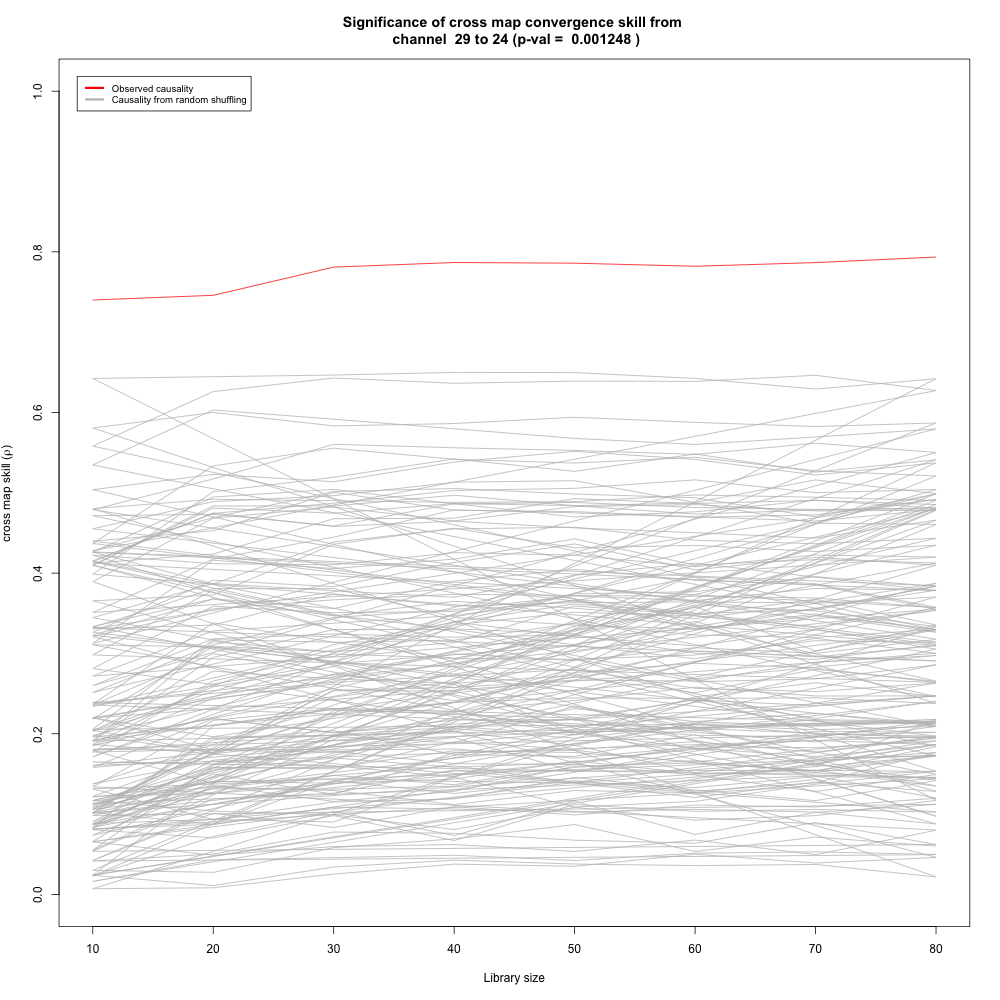 Significance of cross map convergence skill from
channel  29 to 24 (p-val =  0.001248 )
Observed causality
Causality from random shuffling
1.0
0.8
0.6
0.4
0.2
0.0
cross map skill (ρ)
10 20 30 40 50 60 70 80
Library size